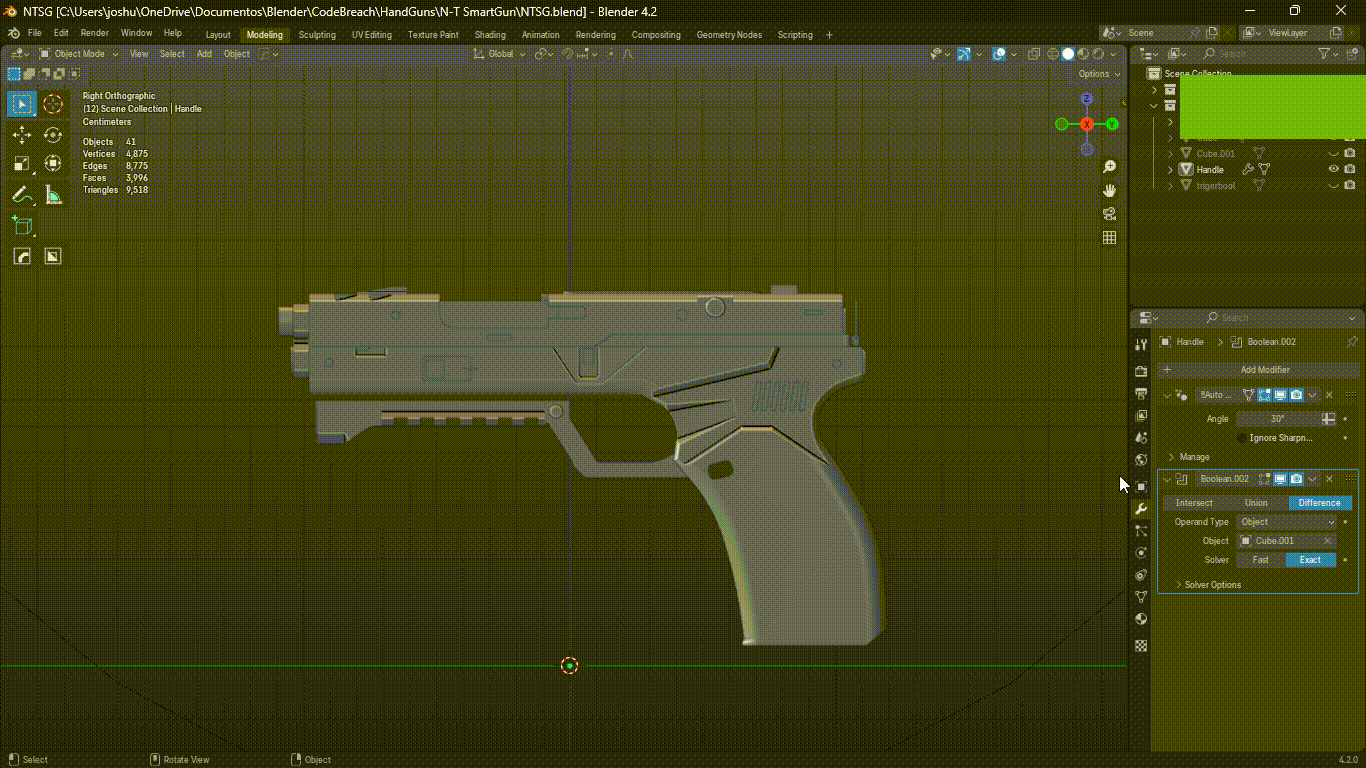 NTSG [C:\Users\joshu\OneDrive\Documentos\Blender\CodeBreach\HandGuns\N-T SmartGun\NTSG.blend] - Blender 4.2
File Edit Render Window Help Layout Modeling Sculpting UV Editing Texture Paint Shading Animation Rendering Compositing Geometry Nodes Scripting + Scene ViewLayer
Object Mode View Select Add Object Global Search
Options
Scene Collection
Right Orthographic
(12) Scene Collection | Handle
Centimeters
Objects 41
Vertices 4,875
Edges 8,775
Faces 3,996
Triangles 9,518
Z
X
Y
Cube.001
Handle
trigerbool
Search
Handle > Boolean.002
+ Add Modifier
!!Auto ...
Angle 30°
Ignore Sharpn...
Manage
Boolean.002
Intersect Union Difference
Operand Type Object
Object Cube.001
Solver Fast Exact
Solver Options
Select Rotate View Object 4.2.0